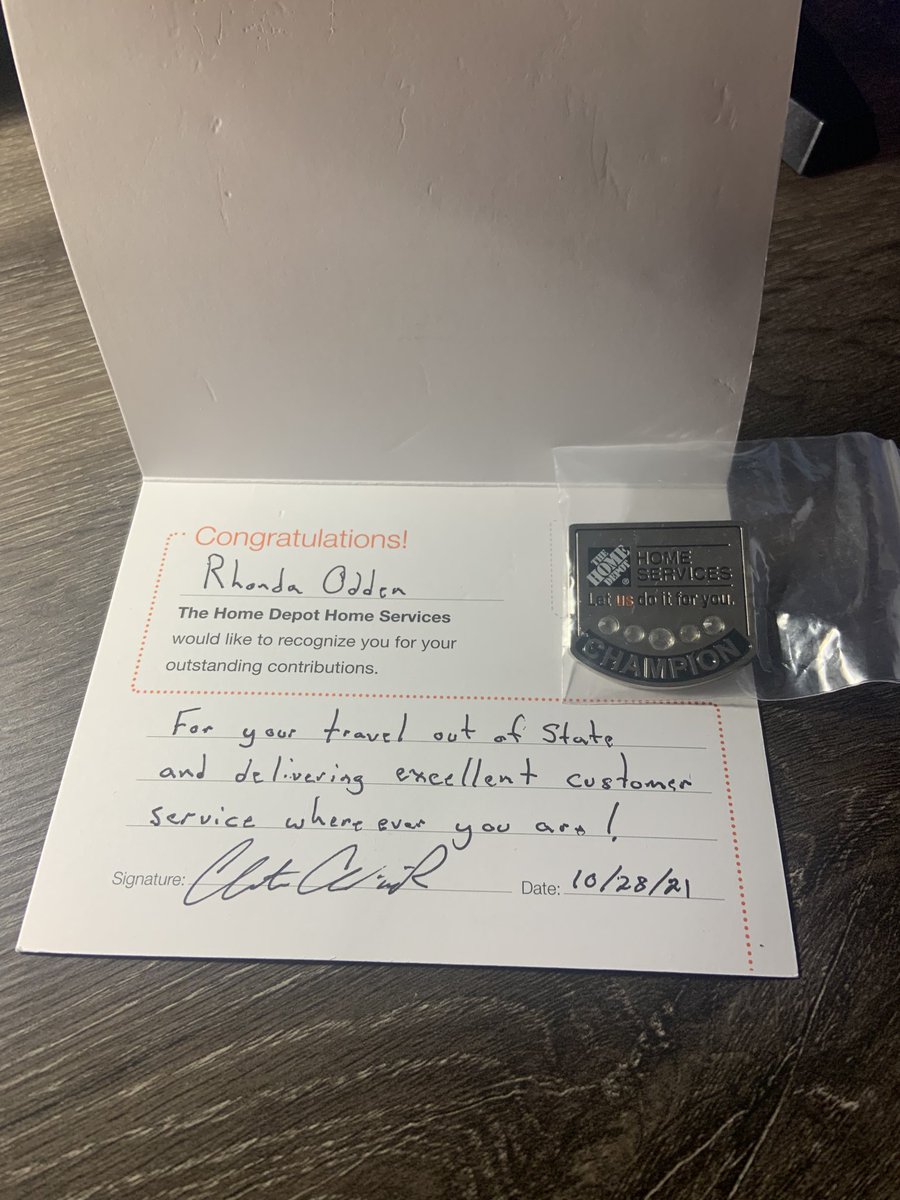 Congratulations!
Rhonda Odden
The Home Depot Home Services
would like to recognize you for your
outstanding contributions.
THE HOME DEPOT ®
HOME
SERVICES
Let us do it for you.
CHAMPION
For your travel out of State
and delivering excellent customer
service where ever you are!
Signature:
Date: 10/28/21